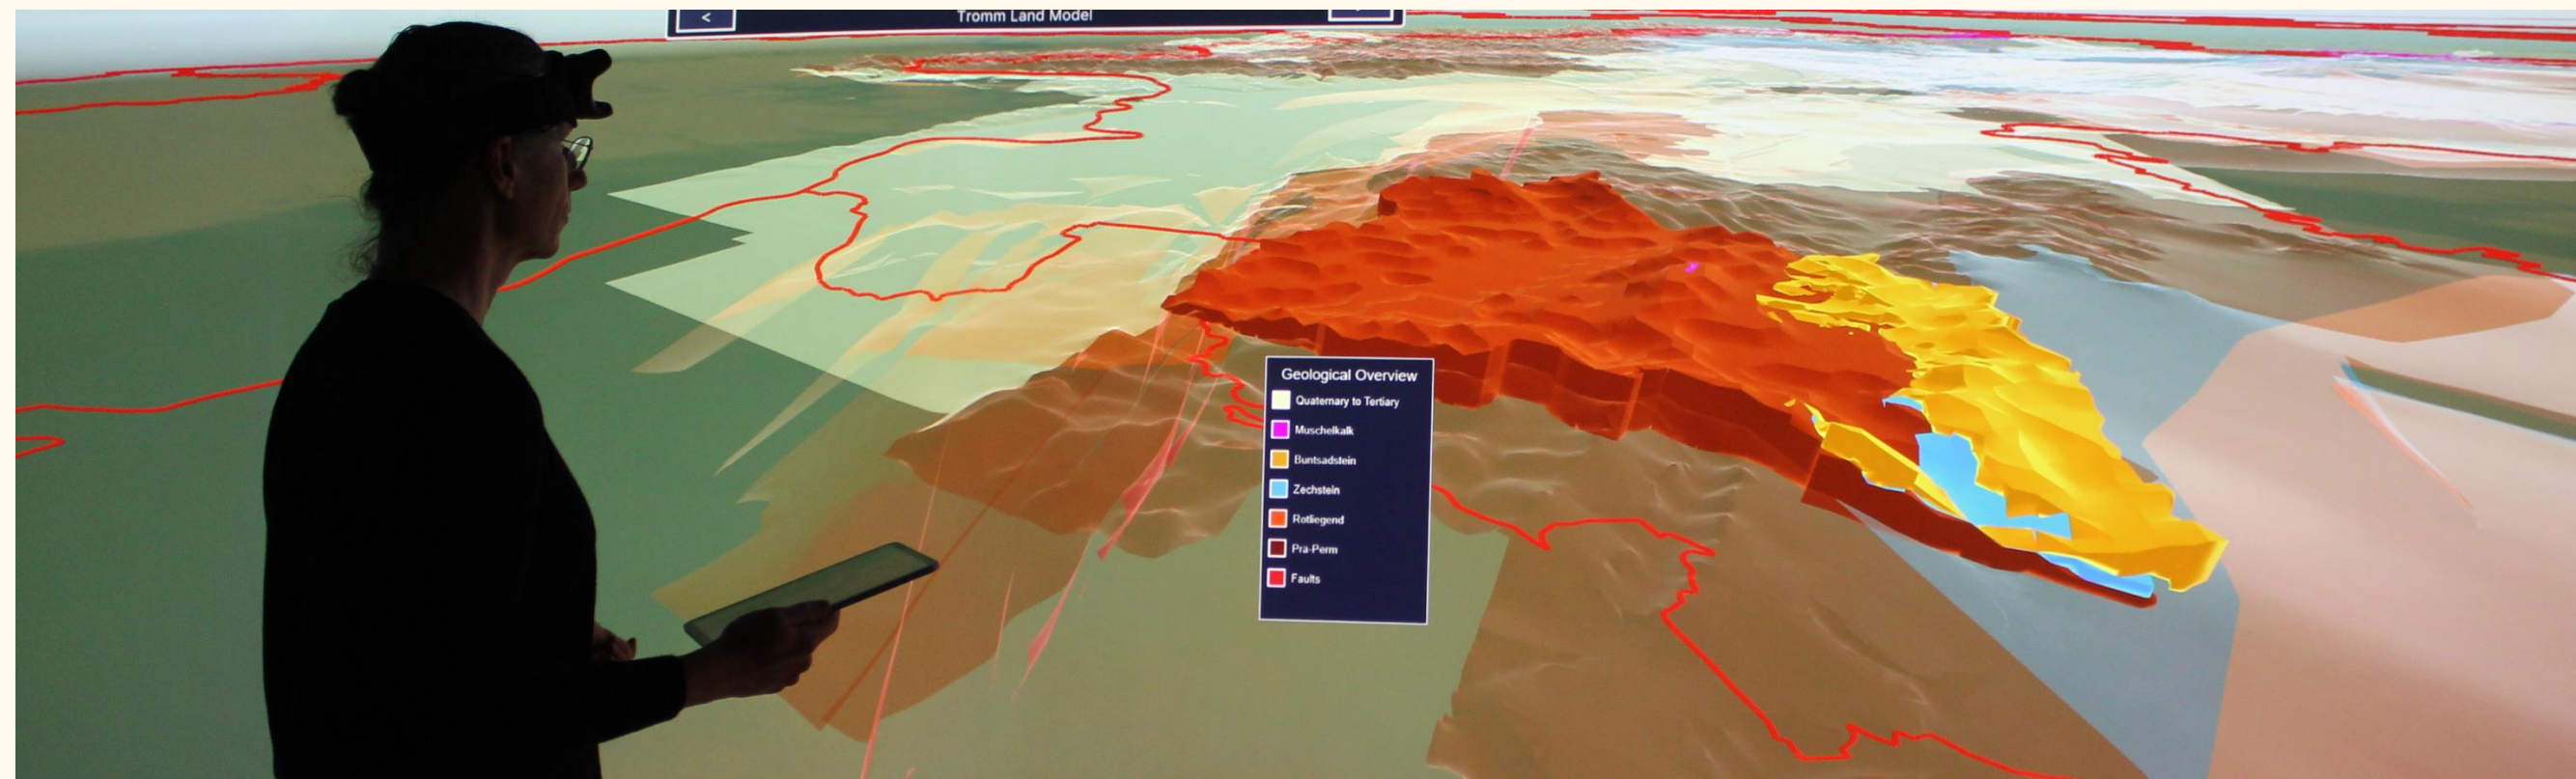 <
Tromm Land Model
Geological Overview
Quaternary to Tertiary
Muschelkalk
Buntsadstein
Zechstein
Rotliegend
Prä-Perm
Faults